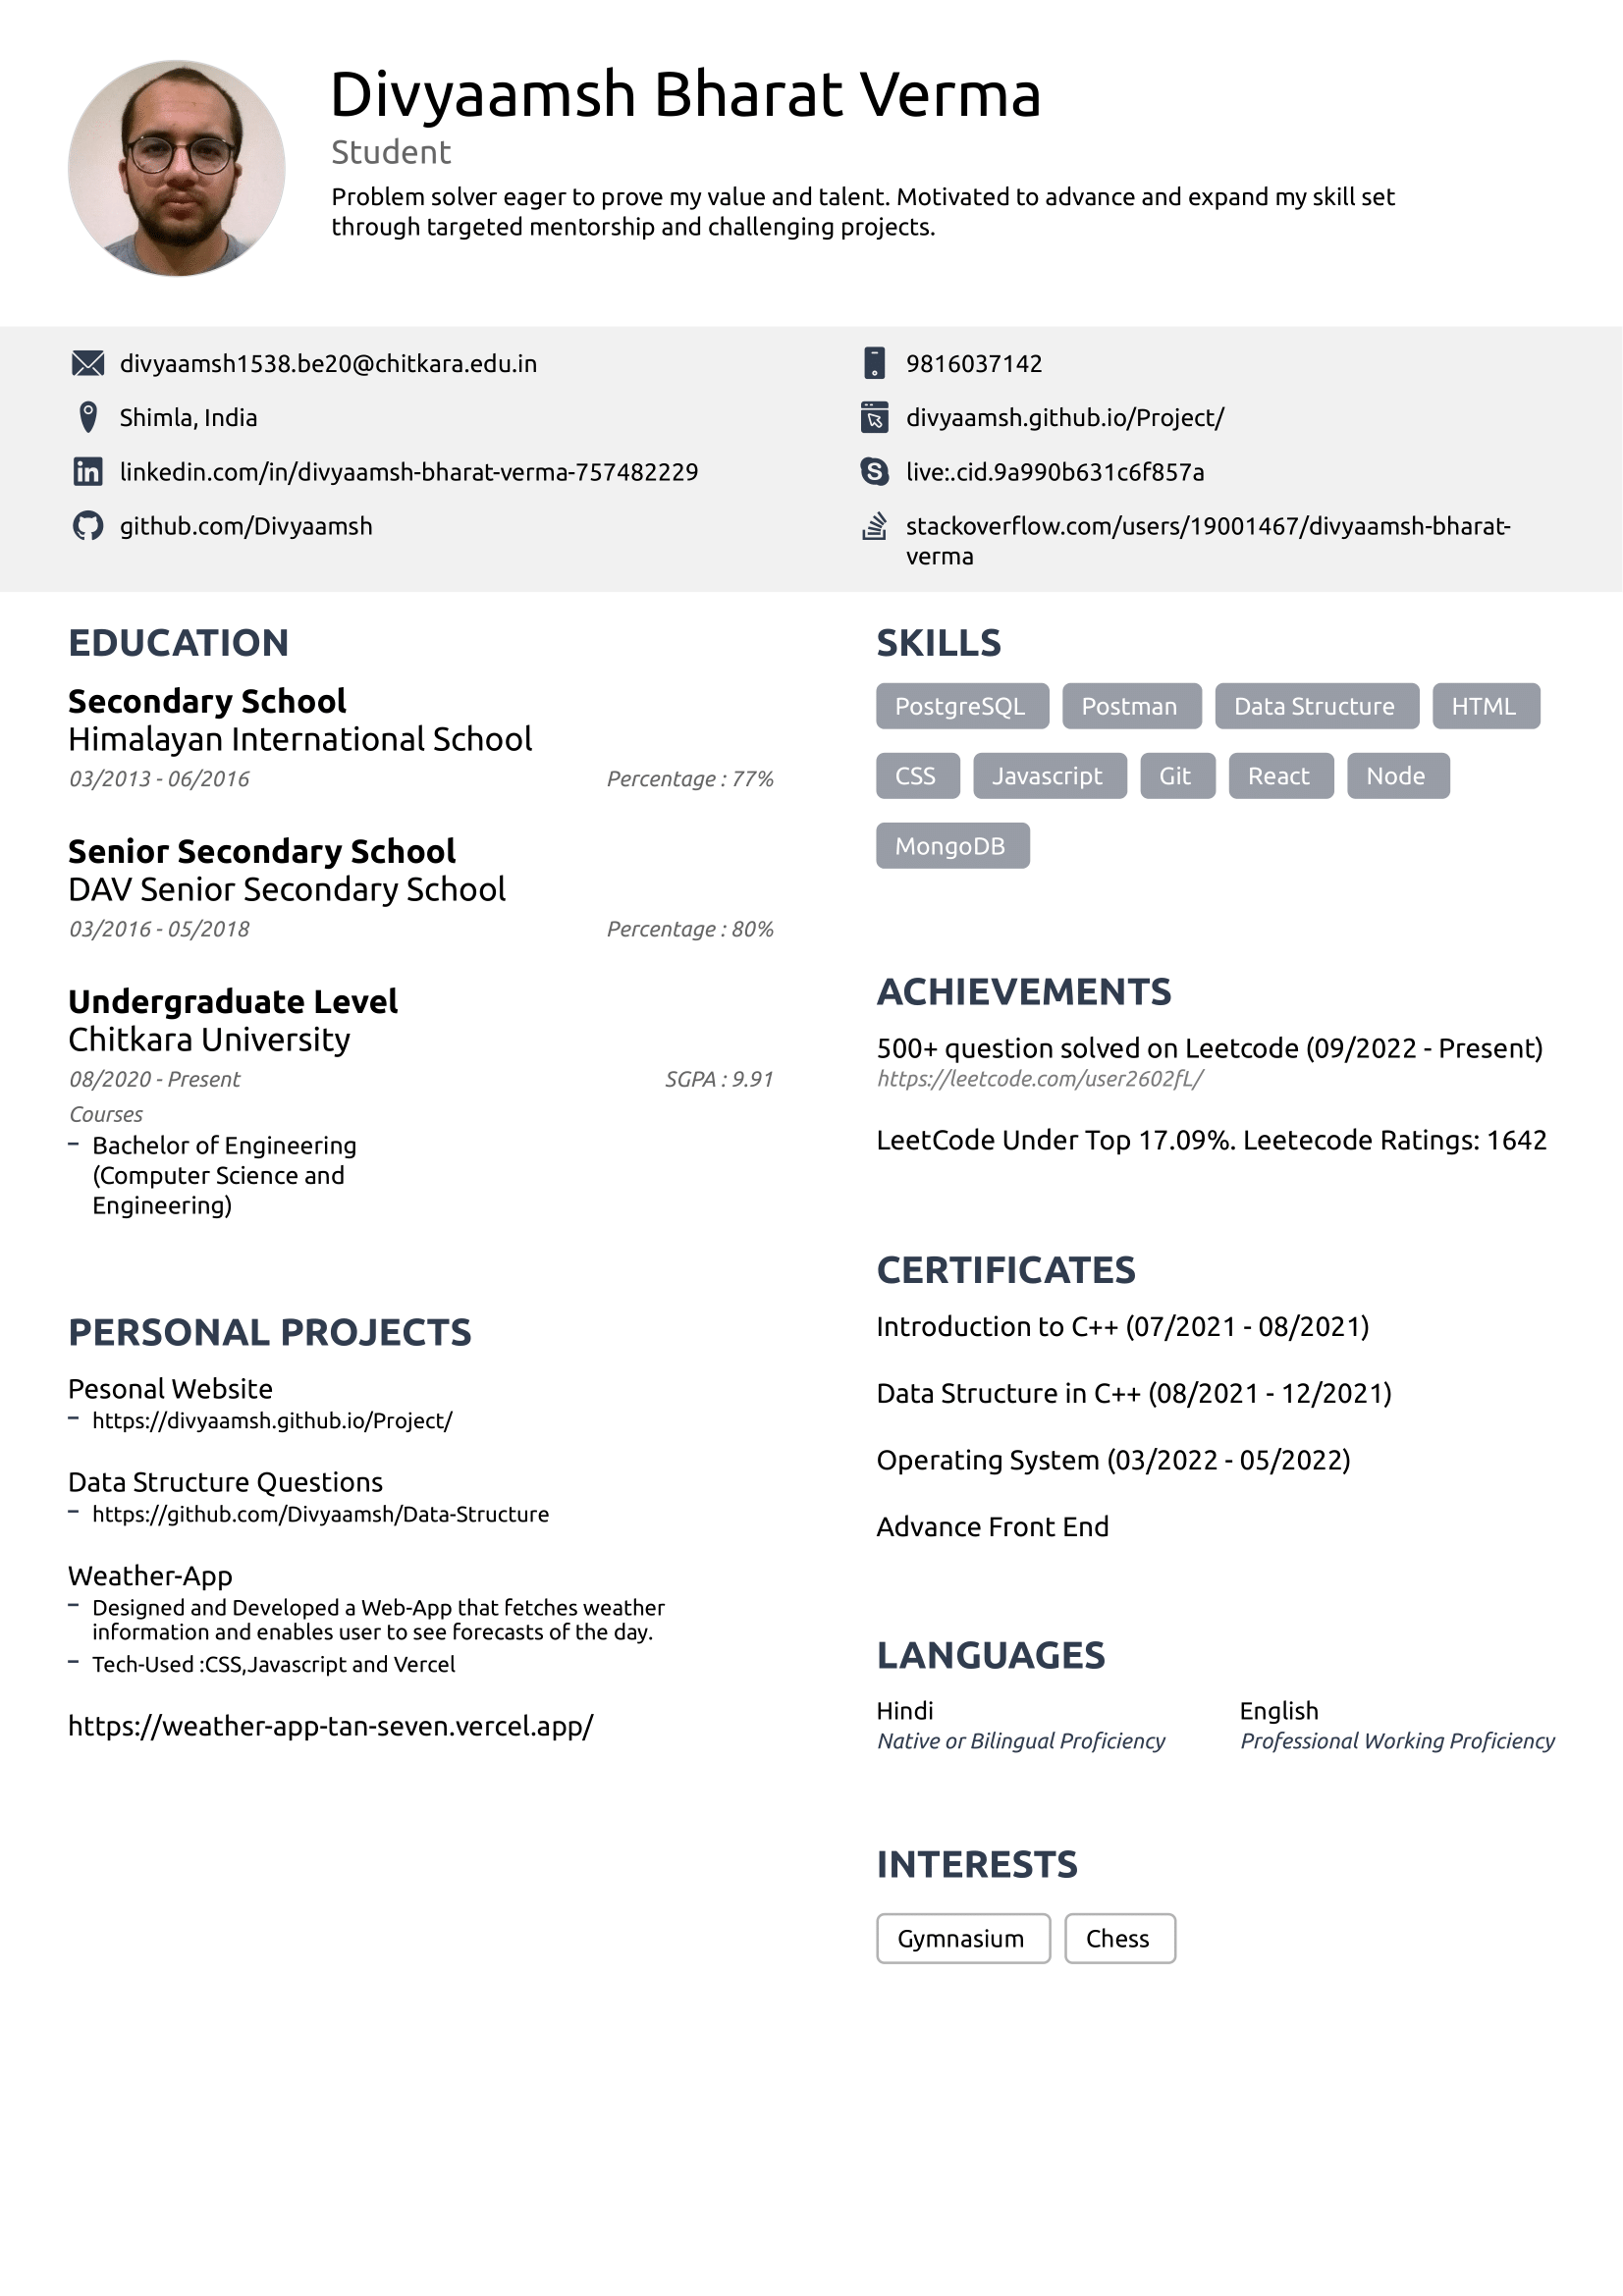 Divyaamsh Bharat Verma
Student
Problem solver eager to prove my value and talent. Motivated to advance and expand my skill set
through targeted mentorship and challenging projects.
divyaamsh1538.be20@chitkara.edu.in
9816037142
Shimla, India
divyaamsh.github.io/Project/
linkedin.com/in/divyaamsh-bharat-verma-757482229
live:.cid.9a990b631c6f857a
github.com/Divyaamsh
stackoverflow.com/users/19001467/divyaamsh-bharat-
verma
EDUCATION
Secondary School
Himalayan International School
03/2013 - 06/2016 Percentage : 77%
Senior Secondary School
DAV Senior Secondary School
03/2016 - 05/2018 Percentage : 80%
Undergraduate Level
Chitkara University
08/2020 - Present SGPA : 9.91
Courses
– Bachelor of Engineering
(Computer Science and
Engineering)
PERSONAL PROJECTS
Pesonal Website
– https://divyaamsh.github.io/Project/
Data Structure Questions
– https://github.com/Divyaamsh/Data-Structure
Weather-App
– Designed and Developed a Web-App that fetches weather
information and enables user to see forecasts of the day.
– Tech-Used :CSS,Javascript and Vercel
https://weather-app-tan-seven.vercel.app/
SKILLS
PostgreSQL Postman Data Structure HTML
CSS Javascript Git React Node
MongoDB
ACHIEVEMENTS
500+ question solved on Leetcode (09/2022 - Present)
https://leetcode.com/user2602fL/
LeetCode Under Top 17.09%. Leetecode Ratings: 1642
CERTIFICATES
Introduction to C++ (07/2021 - 08/2021)
Data Structure in C++ (08/2021 - 12/2021)
Operating System (03/2022 - 05/2022)
Advance Front End
LANGUAGES
Hindi English
Native or Bilingual Proficiency Professional Working Proficiency
INTERESTS
Gymnasium Chess